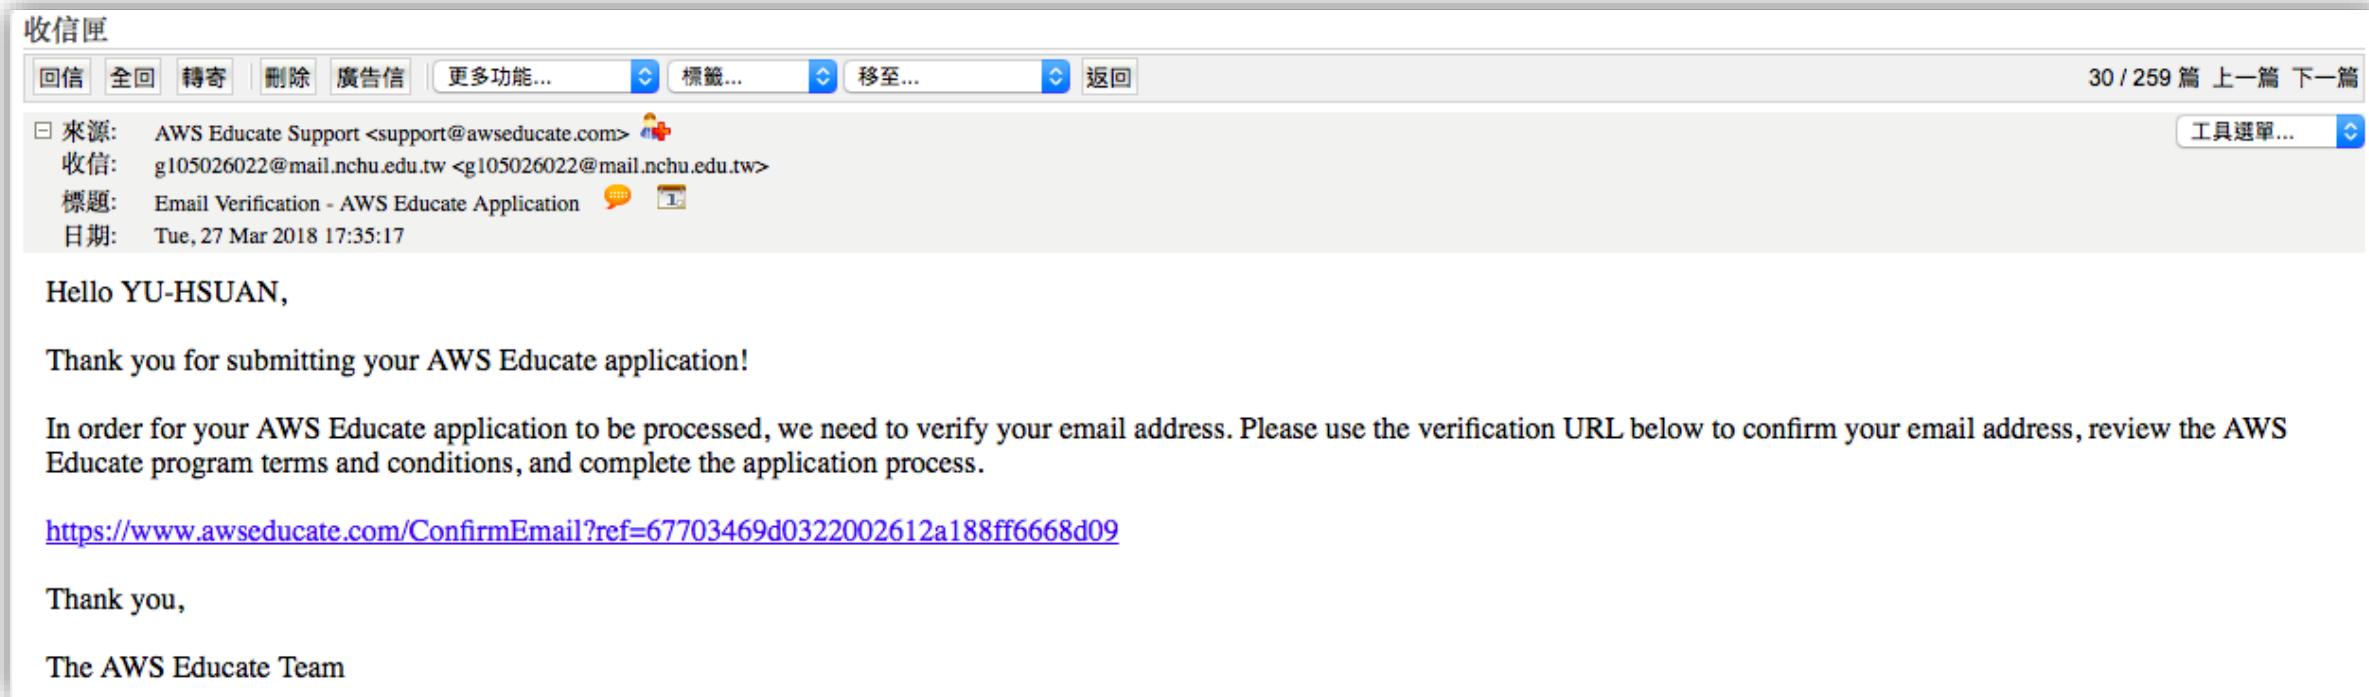 收信匣
回信 全回 轉寄 刪除 廣告信 更多功能... 標籤... 移至... 返回 30 / 259 篇 上一篇 下一篇
來源: AWS Educate Support <support@awseducate.com> 工具選單...
收信: g105026022@mail.nchu.edu.tw <g105026022@mail.nchu.edu.tw>
標題: Email Verification - AWS Educate Application
日期: Tue, 27 Mar 2018 17:35:17
Hello YU-HSUAN,
Thank you for submitting your AWS Educate application!
In order for your AWS Educate application to be processed, we need to verify your email address. Please use the verification URL below to confirm your email address, review the AWS
Educate program terms and conditions, and complete the application process.
https://www.awseducate.com/ConfirmEmail?ref=67703469d0322002612a188ff6668d09
Thank you,
The AWS Educate Team